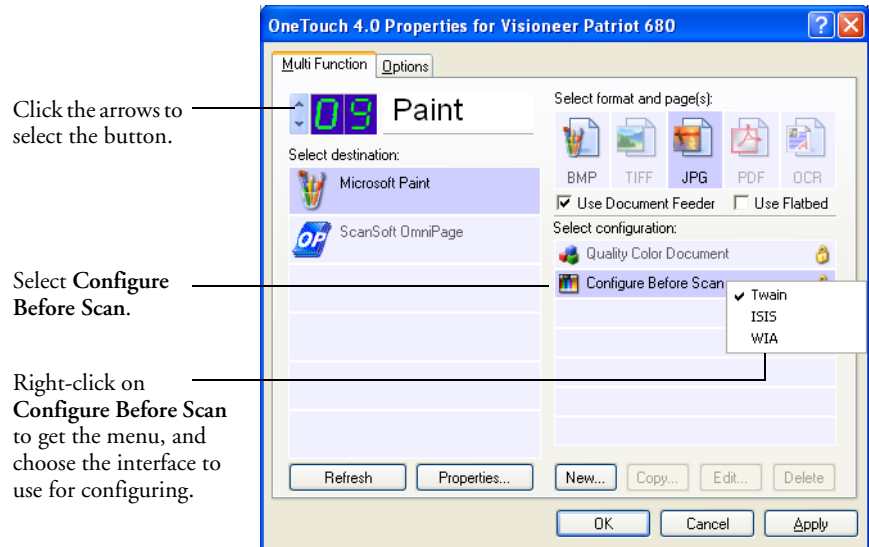 OneTouch 4.0 Properties for Visioneer Patriot 680
Multi Function
Options
Click the arrows to
select the button.
09
Paint
Select destination:
Microsoft Paint
ScanSoft OmniPage
OP
Select format and page(s):
BMP TIFF JPG PDF OCR
Use Document Feeder
Use Flatbed
Select configuration:
Quality Color Document
Configure Before Scan
Twain
ISIS
WIA
Select Configure
Before Scan.
Right-click on
Configure Before Scan
to get the menu, and
choose the interface to
use for configuring.
Refresh
Properties...
New...
Copy...
Edit...
Delete
OK
Cancel
Apply